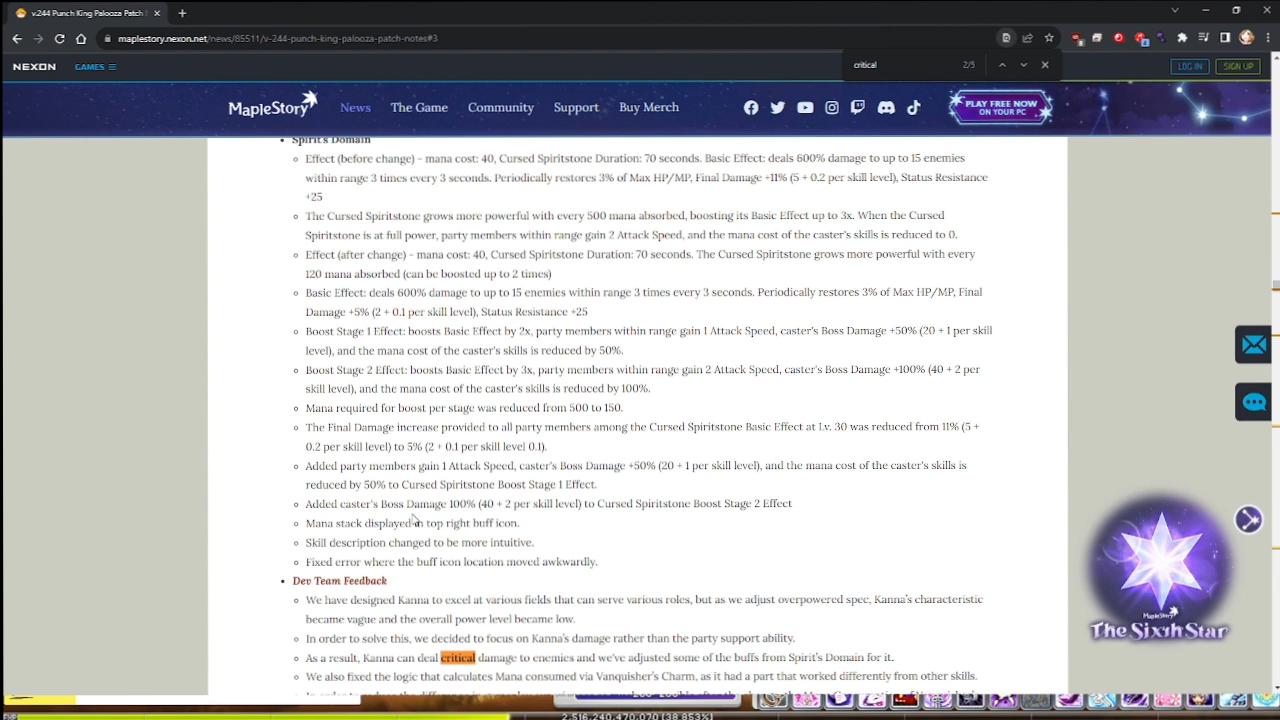 v.244 Punch King Palooza Patch
maplestory.nexon.net/news/85511/v-244-punch-king-palooza-patch-notes#3
critical 2/5
NEXON GAMES LOG IN SIGN UP
MapleStory News The Game Community Support Buy Merch PLAY FREE NOW
ON YOUR PC
Spirit's Domain
Effect (before change) - mana cost: 40, Cursed Spiritstone Duration: 70 seconds. Basic Effect: deals 600% damage to up to 15 enemies
within range 3 times every 3 seconds. Periodically restores 3% of Max HP/MP, Final Damage +11% (5 + 0.2 per skill level), Status Resistance
+25
The Cursed Spiritstone grows more powerful with every 500 mana absorbed, boosting its Basic Effect up to 3x. When the Cursed
Spiritstone is at full power, party members within range gain 2 Attack Speed, and the mana cost of the caster's skills is reduced to 0.
Effect (after change) - mana cost: 40, Cursed Spiritstone Duration: 70 seconds. The Cursed Spiritstone grows more powerful with every
120 mana absorbed (can be boosted up to 2 times)
Basic Effect: deals 600% damage to up to 15 enemies within range 3 times every 3 seconds. Periodically restores 3% of Max HP/MP, Final
Damage +5% (2 + 0.1 per skill level), Status Resistance +25
Boost Stage 1 Effect: boosts Basic Effect by 2x, party members within range gain 1 Attack Speed, caster's Boss Damage +50% (20 + 1 per skill
level), and the mana cost of the caster's skills is reduced by 50%.
Boost Stage 2 Effect: boosts Basic Effect by 3x, party members within range gain 2 Attack Speed, caster's Boss Damage +100% (40 + 2 per
skill level), and the mana cost of the caster's skills is reduced by 100%.
Mana required for boost per stage was reduced from 500 to 150.
The Final Damage increase provided to all party members among the Cursed Spiritstone Basic Effect at Lv. 30 was reduced from 11% (5 +
0.2 per skill level) to 5% (2 + 0.1 per skill level 0.1).
Added party members gain 1 Attack Speed, caster's Boss Damage +50% (20 + 1 per skill level), and the mana cost of the caster's skills is
reduced by 50% to Cursed Spiritstone Boost Stage 1 Effect.
Added caster's Boss Damage 100% (40 + 2 per skill level) to Cursed Spiritstone Boost Stage 2 Effect
Mana stack displayed in top right buff icon.
Skill description changed to be more intuitive.
Fixed error where the buff icon location moved awkwardly.
Dev Team Feedback
We have designed Kanna to excel at various fields that can serve various roles, but as we adjust overpowered spec, Kanna's characteristic
became vague and the overall power level became low.
In order to solve this, we decided to focus on Kanna's damage rather than the party support ability.
As a result, Kanna can deal critical damage to enemies and we've adjusted some of the buffs from Spirit's Domain for it.
We also fixed the logic that calculates Mana consumed via Vanquisher's Charm, as it had a part that worked differently from other skills.
MapleStory
The Sixth Star
2,516,240,470,070 (38.853%)